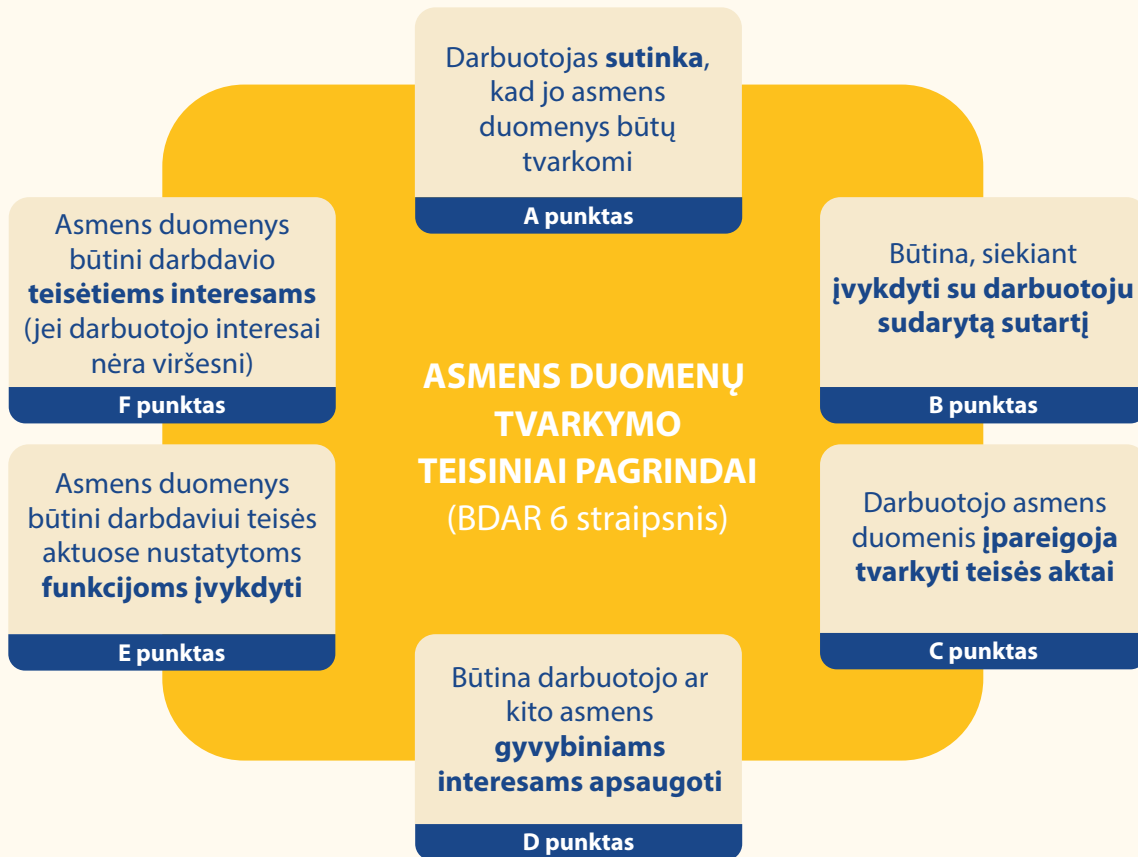 Darbuotojas sutinka,
kad jo asmens
duomenys būtų
tvarkomi
A punktas
Asmens duomenys
būtini darbdavio
teisėtiems interesams
(jei darbuotojo interesai
nėra viršesni)
F punktas
Būtina, siekiant
įvykdyti su darbuotoju
sudarytą sutartį
B punktas
ASMENS DUOMENŲ
TVARKYMO
TEISINIAI PAGRINDAI
(BDAR 6 straipsnis)
Asmens duomenys
būtini darbdaviui teisės
aktuose nustatytoms
funkcijoms įvykdyti
E punktas
Darbuotojo asmens
duomenis įpareigoja
tvarkyti teisės aktai
C punktas
Būtina darbuotojo ar
kito asmens
gyvybiniams
interesams apsaugoti
D punktas